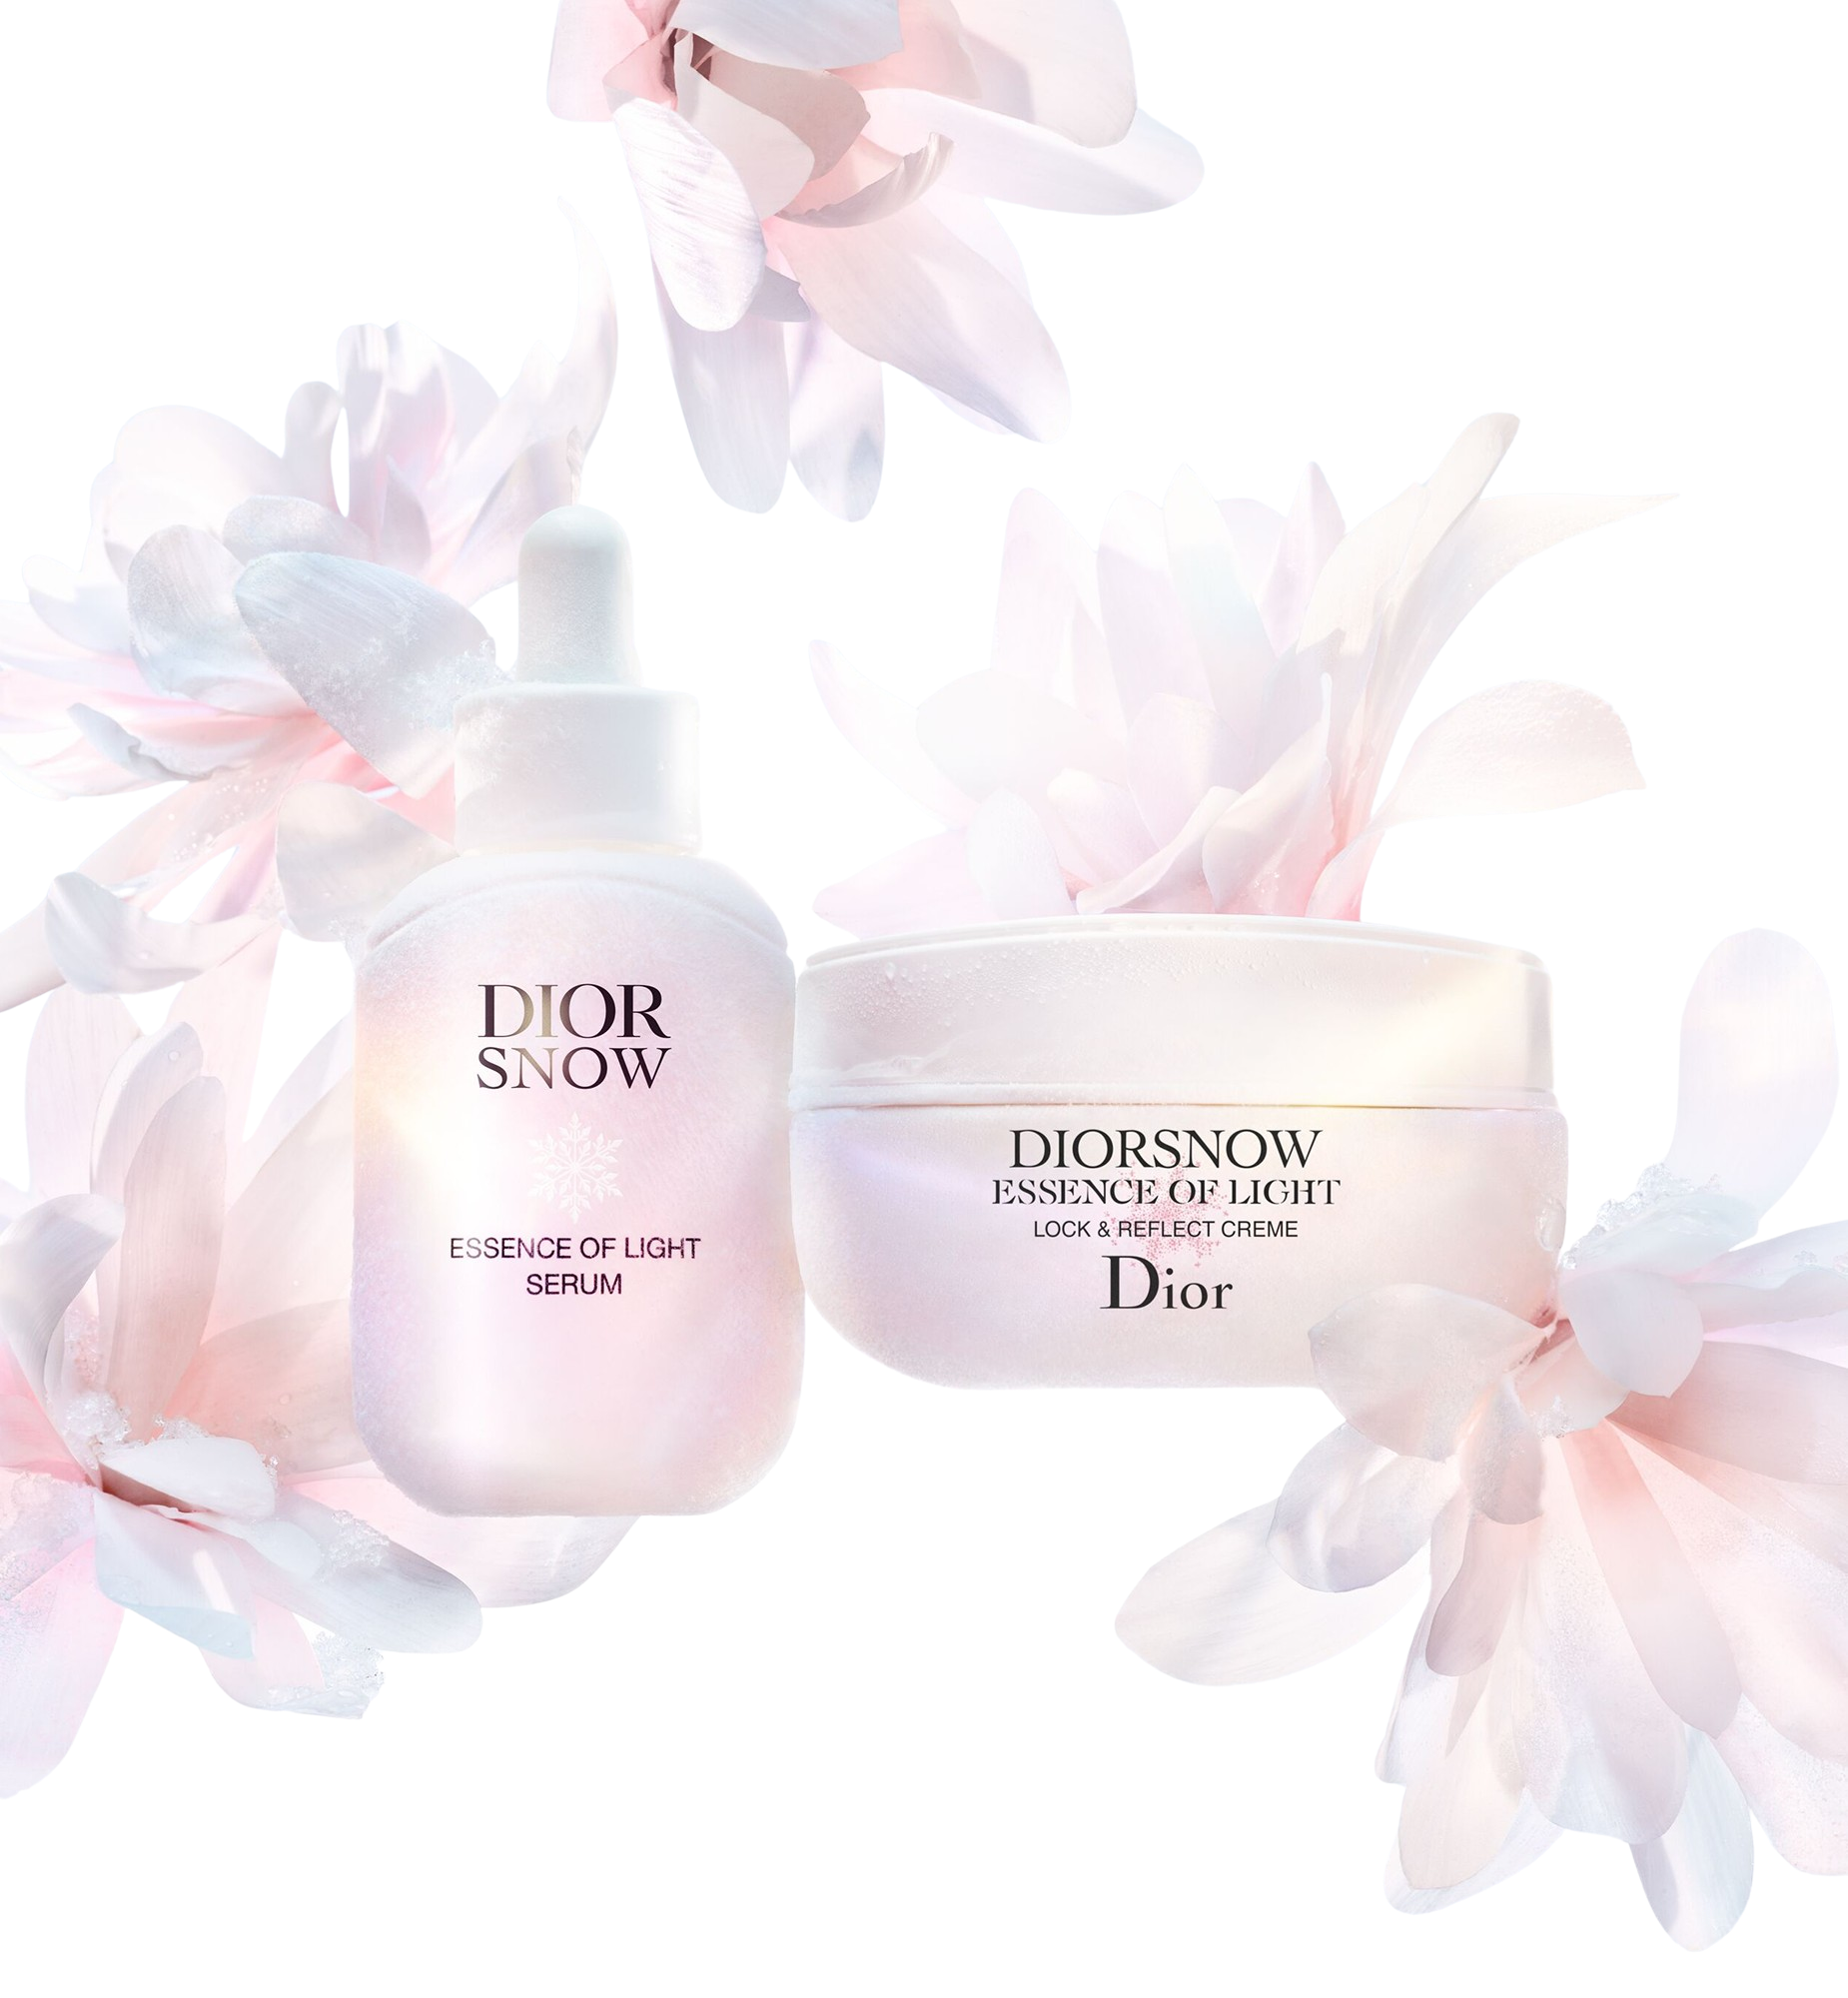 DIOR
SNOW
ESSENCE OF LIGHT
SERUM
DIORSNOW
ESSENCE OF LIGHT
LOCK & REFLECT CREME
Dior